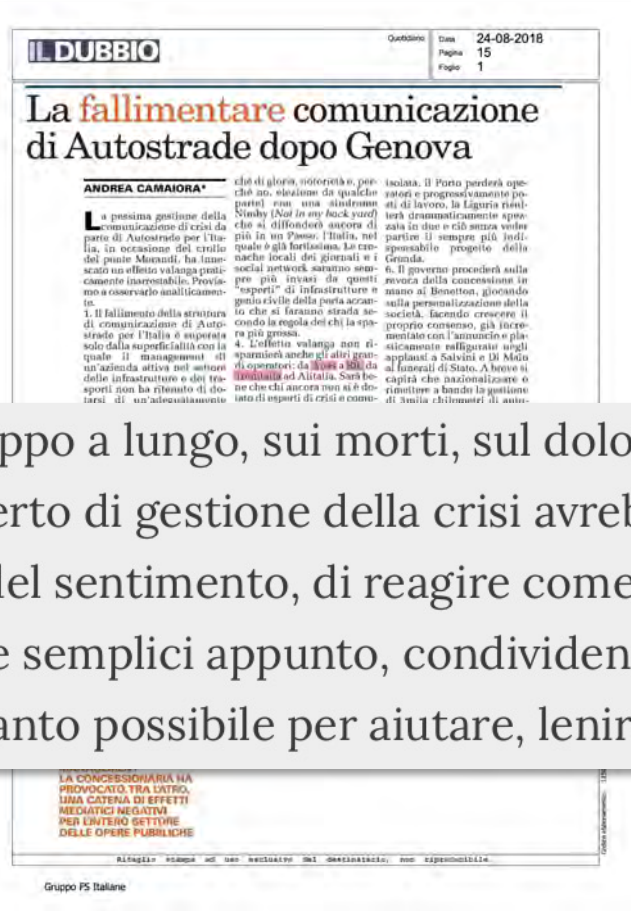 IL DUBBIO
Quotidiano
Data 24-08-2018
Pagina 15
Foglio 1
La fallimentare comunicazione
di Autostrade dopo Genova
ANDREA CAMAIORA*
La pessima gestione della
comunicazione di crisi da
parte di Autostrade per l'Ita-
lia, in occasione del crollo
del ponte Morandi, ha inne-
scato un effetto valanga prati-
camente inarrestabile. Provia-
mo a osservarlo analiticamen-
te.
1. Il fallimento della struttura
di comunicazione di Auto-
strade per l'Italia è superata
solo dalla superficialità con la
quale il management di
un'azienda attiva nel settore
delle infrastrutture e dei tra-
sporti non ha ritenuto di do-
tarsi di un'adeguatamente
ché di gloria, notorietà e, per-
ché no, elezione da qualche
parte) con una sindrome
Nimby (Not in my back yard)
che si diffonderà ancora di
più in un Paese, l'Italia, nel
quale è già fortissima. Le cro-
nache locali dei giornali e i
social network saranno sem-
pre più invasi da questi
"esperti" di infrastrutture e
genio civile della porta accan-
to che si faranno strada se-
condo la regola del chi la spa-
ra più grossa.
4. L'effetto valanga non ri-
sparmierà anche gli altri gran-
di operatori: da Anas a Rfi, da
Trenitalia ad Alitalia. Sarà be-
ne che chi ancora non si è do-
tato di esperti di crisi e comu-
isolata, il Porto perderà ope-
ratori e progressivamente po-
sti di lavoro, la Liguria risul-
terà drammaticamente spez-
zata in due e ciò senza veder
partire il sempre più indi-
spensabile progetto della
Gronda.
6. Il governo procederà sulla
revoca della concessione in
mano ai Benetton, giocando
sulla personalizzazione della
società, facendo crescere il
proprio consenso, già incre-
mentato con l'annuncio e pla-
sticamente raffigurato negli
applausi a Salvini e Di Maio
ai funerali di Stato. A breve si
capirà che nazionalizzare o
rimettere a bando la gestione
di 3mila chilometri di auto-
ppo a lungo, sui morti, sul dolo
erto di gestione della crisi avreb
del sentimento, di reagire come
e semplici appunto, condividen
anto possibile per aiutare, lenir
LA CONCESSIONARIA HA
PROVOCATO, TRA L'ATRO,
UNA CATENA DI EFFETTI
MEDIATICI NEGATIVI
PER L'INTERO SETTORE
DELLE OPERE PUBBLICHE
Ritaglio stampa ad uso esclusivo del destinatario, non riproducibile.
Gruppo FS Italiane